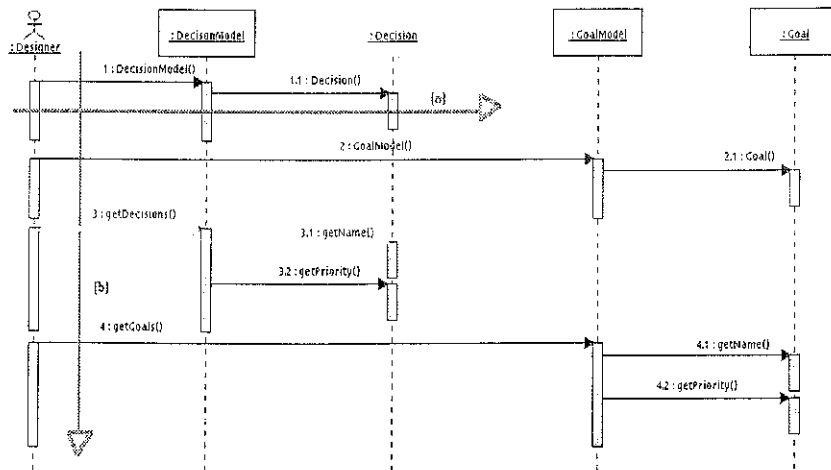 : Designer
: DecisonModel
: Decision
: GoalModel
: Goal
1 : DecisionModel()
1.1 : Decision()
[a]
2 : GoalModel()
2.1 : Goal()
3 : getDecisions()
3.1 : getName()
3.2 : getPriority()
[b]
4 : getGoals()
4.1 : getName()
4.2 : getPriority()